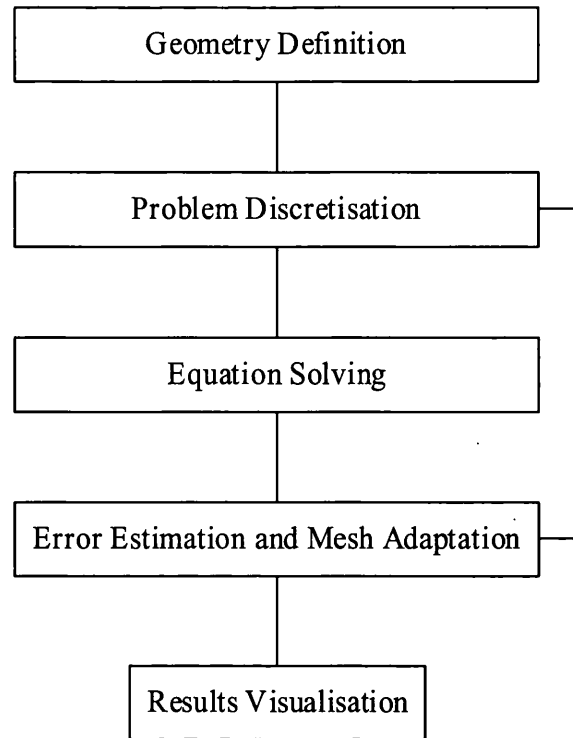 Geometry Definition
Problem Discretisation
Equation Solving
Error Estimation and Mesh Adaptation
Results Visualisation